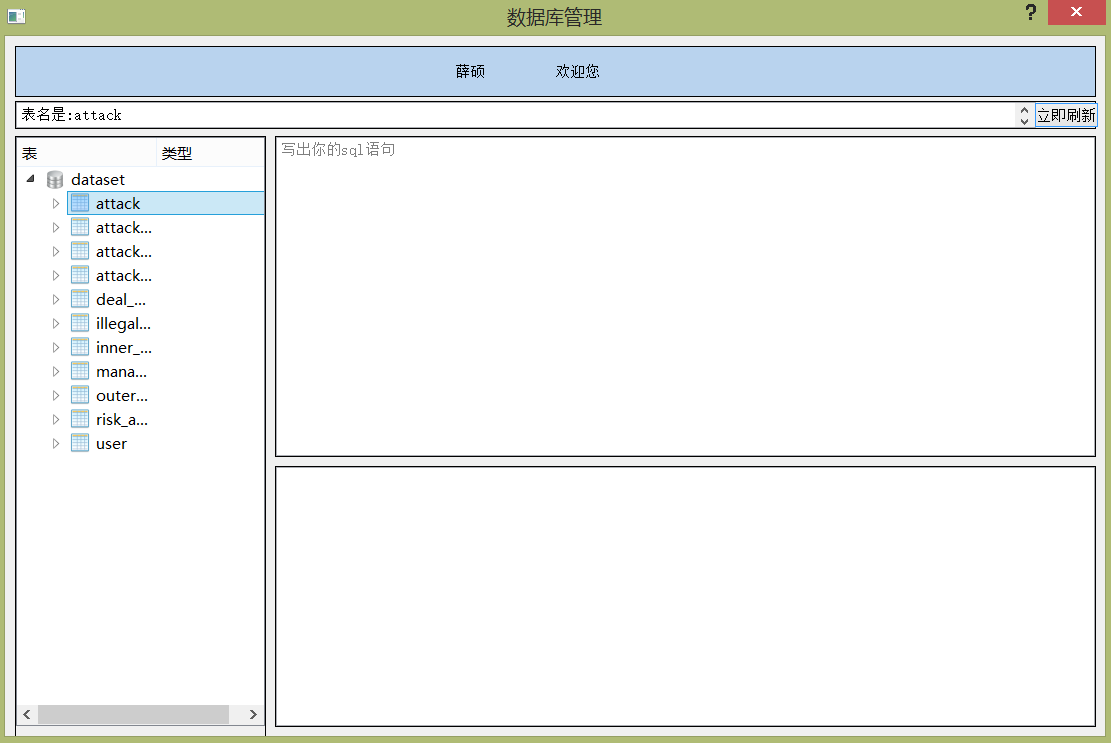 数据库管理
?
薛硕 欢迎您
表名是:attack
立即刷新
表 类型
dataset
attack
attack...
attack...
attack...
deal_...
illegal...
inner_...
mana...
outer...
risk_a...
user
写出你的sql语句